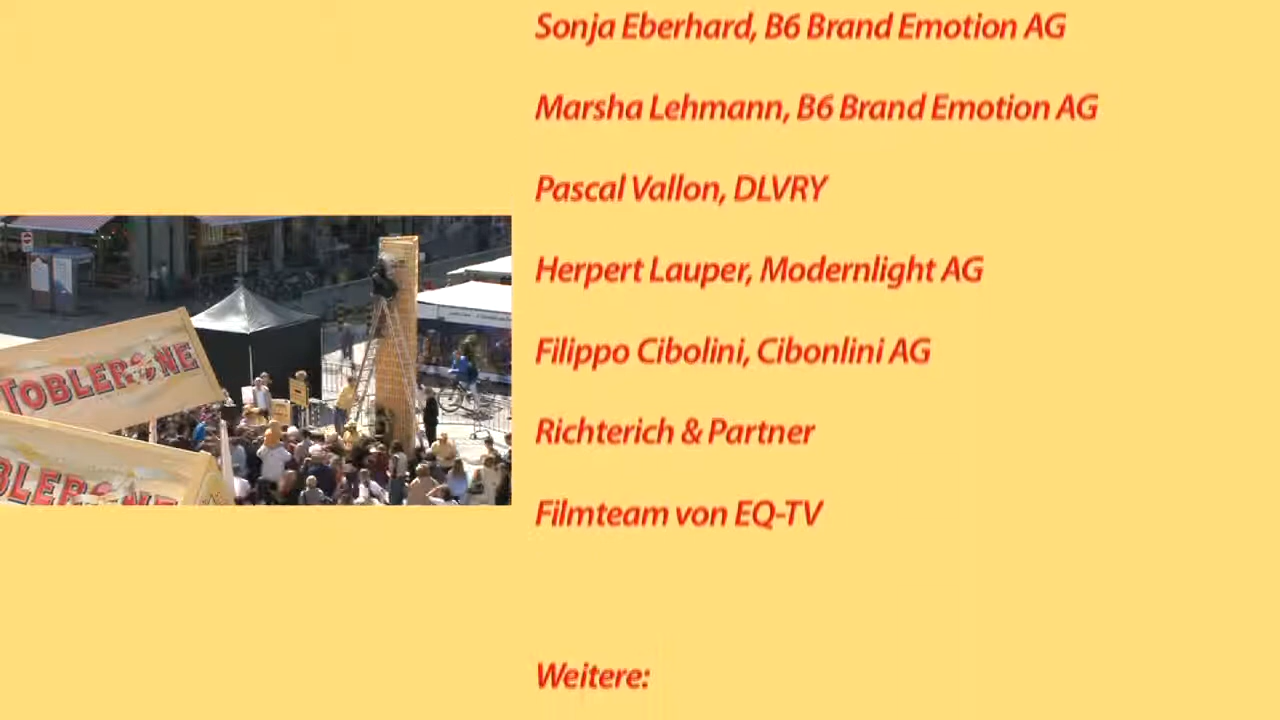 Sonja Eberhard, B6 Brand Emotion AG
Marsha Lehmann, B6 Brand Emotion AG
Pascal Vallon, DLVRY
Herpert Lauper, Modernlight AG
Filippo Cibolini, Cibonlini AG
Richterich & Partner
Filmteam von EQ-TV
Weitere:
TOBLERONE
BLERONE